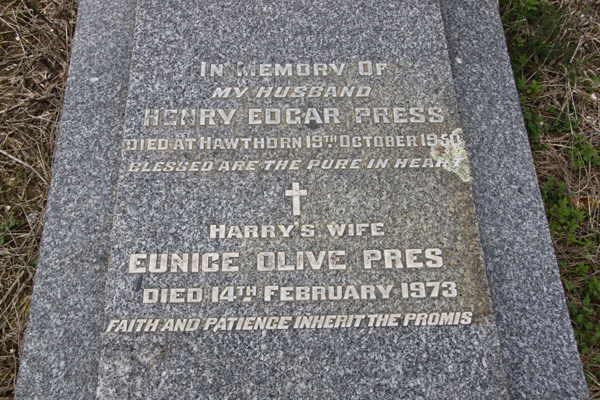 IN MEMORY OF
MY HUSBAND
HENRY EDGAR PRESS
DIED AT HAWTHORN 19TH OCTOBER 1950
BLESSED ARE THE PURE IN HEART
HARRY'S WIFE
EUNICE OLIVE PRES
DIED 14TH FEBRUARY 1973
FAITH AND PATIENCE INHERIT THE PROMIS